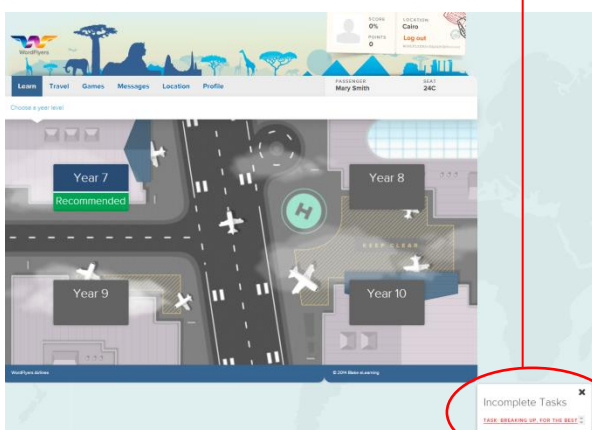 WordFlyers
SCORE
0%
POINTS
0
LOCATION
Cairo
Log out
Learn Travel Games Messages Location Profile
PASSENGER
Mary Smith
SEAT
24C
Choose a year level
Year 7
Recommended
Year 8
H
KEEP CLEAR
Year 9
Year 10
WordFlyers Airlines
© 2014 Blake eLearning
Incomplete Tasks
TASK: BREAKING UP, FOR THE BEST